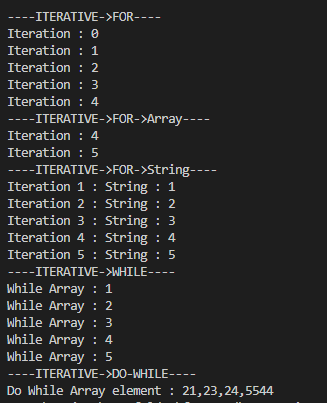 ----ITERATIVE->FOR----
Iteration : 0
Iteration : 1
Iteration : 2
Iteration : 3
Iteration : 4
----ITERATIVE->FOR->Array----
Iteration : 4
Iteration : 5
----ITERATIVE->FOR->String----
Iteration 1 : String : 1
Iteration 2 : String : 2
Iteration 3 : String : 3
Iteration 4 : String : 4
Iteration 5 : String : 5
----ITERATIVE->WHILE----
While Array : 1
While Array : 2
While Array : 3
While Array : 4
While Array : 5
----ITERATIVE->DO-WHILE----
Do While Array element : 21,23,24,5544